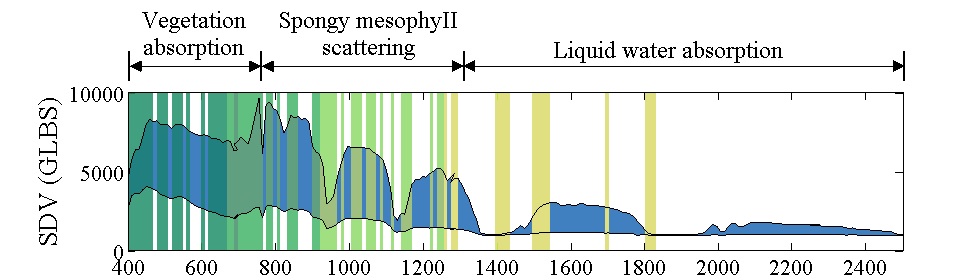 Vegetation
absorption
Spongy mesophyII
scattering
Liquid water absorption
SDV (GLBS)
10000
5000
0
400 600 800 1000 1200 1400 1600 1800 2000 2200 2400